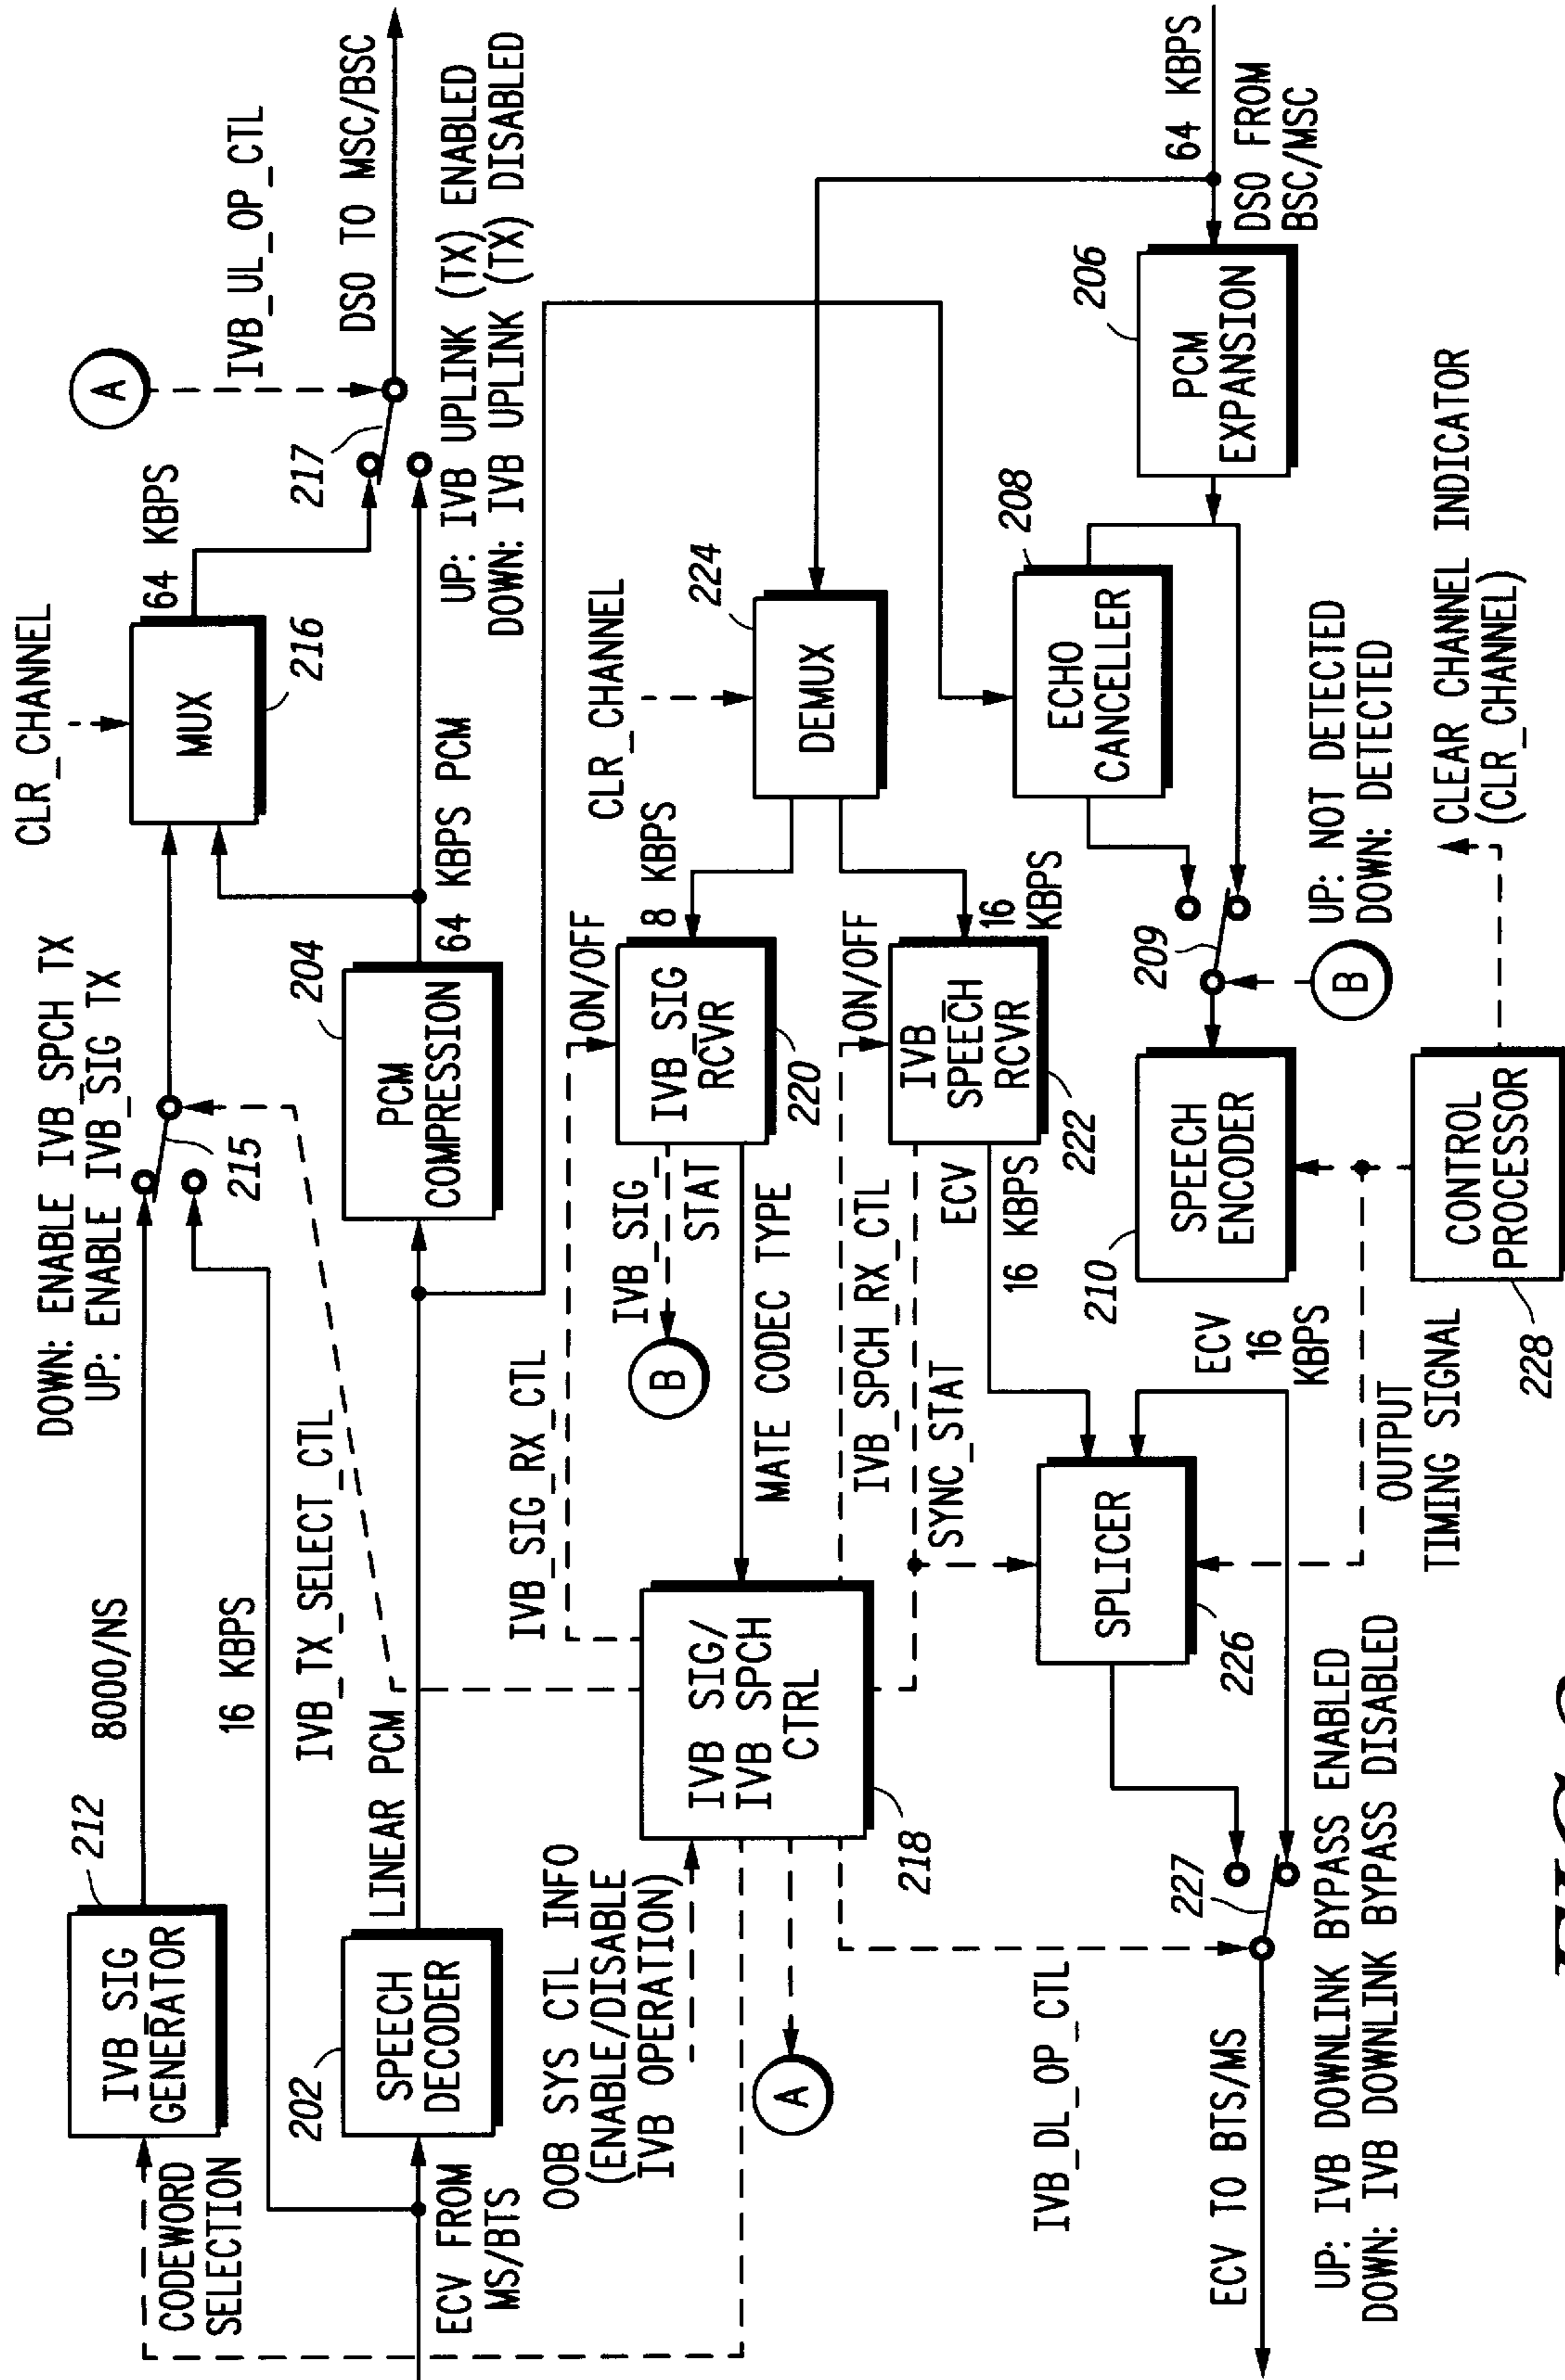 CLR_CHANNEL
DOWN: ENABLE IVB_SPCH TX
UP: ENABLE IVB_SIG TX
IVB_SIG
GENERATOR
212
8000/NS
CODEWORD
SELECTION
16 KBPS
215
MUX
216
64 KBPS
A
IVB_UL_OP_CTL
217
DSO TO MSC/BSC
IVB_TX_SELECT_CTL
202
SPEECH
DECODER
LINEAR PCM
204
PCM
COMPRESSION
64 KBPS PCM
UP: IVB UPLINK (TX) ENABLED
DOWN: IVB UPLINK (TX) DISABLED
ECV FROM
MS/BTS
OOB SYS CTL INFO
(ENABLE/DISABLE
IVB OPERATION)
IVB_SIG_RX_CTL
ON/OFF
8 KBPS
CLR_CHANNEL
224
DEMUX
IVB_SIG
RCVR
220
IVB_SIG_
STAT
B
MATE CODEC TYPE
IVB SIG/
IVB SPCH
CTRL
218
A
IVB_SPCH_RX_CTL
ON/OFF
IVB
SPEECH
RCVR
222
16
KBPS
SYNC_STAT
ECV
16 KBPS
208
ECHO
CANCELLER
206
PCM
EXPANSION
64 KBPS
DSO FROM
BSC/MSC
IVB_DL_OP_CTL
SPLICER
226
227
ECV
16
KBPS
210
SPEECH
ENCODER
209
B
UP: NOT DETECTED
DOWN: DETECTED
ECV TO BTS/MS
UP: IVB DOWNLINK BYPASS ENABLED
DOWN: IVB DOWNLINK BYPASS DISABLED
OUTPUT
TIMING SIGNAL
CONTROL
PROCESSOR
228
CLEAR CHANNEL INDICATOR
(CLR_CHANNEL)